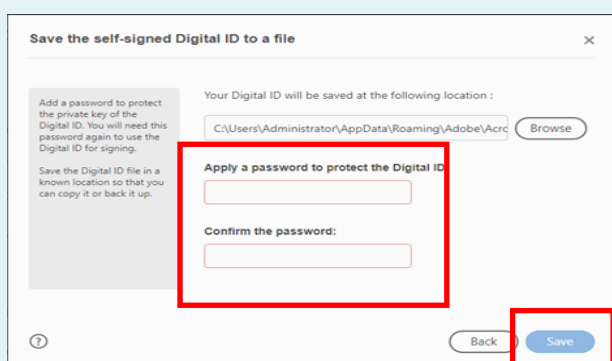 Save the self-signed Digital ID to a file
Add a password to protect
the private key of the
Digital ID. You will need this
password again to use the
Digital ID for signing.
Save the Digital ID file in a
known location so that you
can copy it or back it up.
Your Digital ID will be saved at the following location :
C:\Users\Administrator\AppData\Roaming\Adobe\Acro
Browse
Apply a password to protect the Digital ID
Confirm the password:
Back
Save